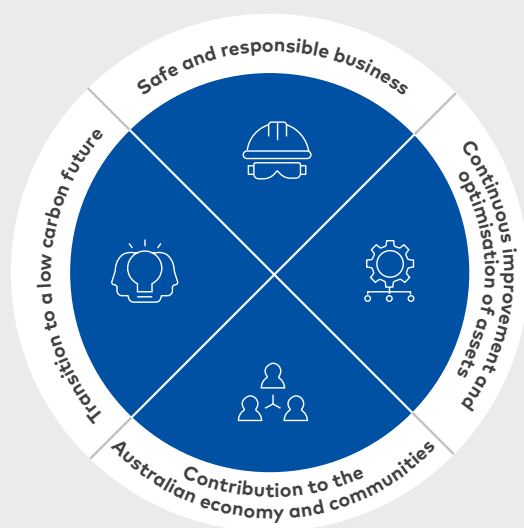 Safe and responsible business
Continuous improvement and
optimisation of assets
Contribution to the
Australian economy and communities
Transition to a low carbon future